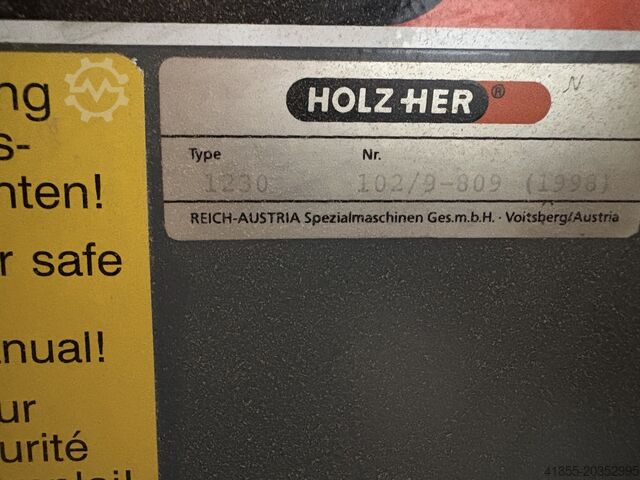 HOLZ-HER®
N
Type Nr.
1230 102/9-809 (1998)
REICH-AUSTRIA Spezialmaschinen Ges.m.b.H. · Voitsberg/Austria
ng
s-
nten!
r safe
anual!
ur
urité
41855-20352995